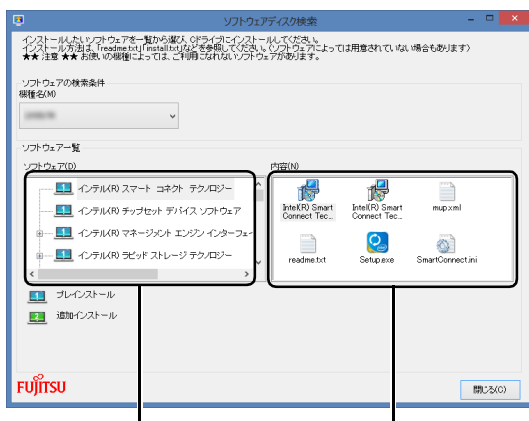 ソフトウェアディスク検索
インストールしたいソフトウェアを一覧から選び、Cドライブにインストールしてください。
インストール方法は、「readme.txt」「install.txt」などを参照してください。(ソフトウェアによっては用意されていない場合もあります)
★★ 注意 ★★ お使いの機種によっては、ご利用になれないソフトウェアがあります。
ソフトウェアの検索条件
機種名(M)
ソフトウェア一覧
ソフトウェア(D)
内容(N)
インテル(R) スマート コネクト テクノロジー
インテル(R) チップセット デバイス ソフトウェア
インテル(R) マネージメント エンジン インターフェー
インテル(R) ラピッド ストレージ テクノロジー
Intel(R) Smart Connect Tec...
Intel(R) Smart Connect Tec...
mup.xml
readme.txt
Setup.exe
SmartConnect.ini
プレインストール
追加インストール
FUJITSU
閉じる(C)